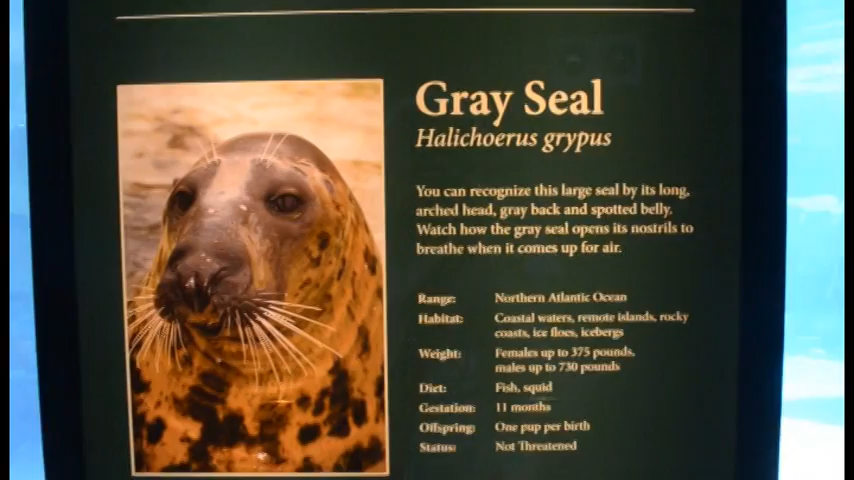 Gray Seal
Halichoerus grypus
You can recognize this large seal by its long,
arched head, gray back and spotted belly.
Watch how the gray seal opens its nostrils to
breathe when it comes up for air.
Range: Northern Atlantic Ocean
Habitat: Coastal waters, remote islands, rocky
coasts, ice floes, icebergs
Weight: Females up to 375 pounds,
males up to 730 pounds
Diet: Fish, squid
Gestation: 11 months
Offspring: One pup per birth
Status: Not Threatened